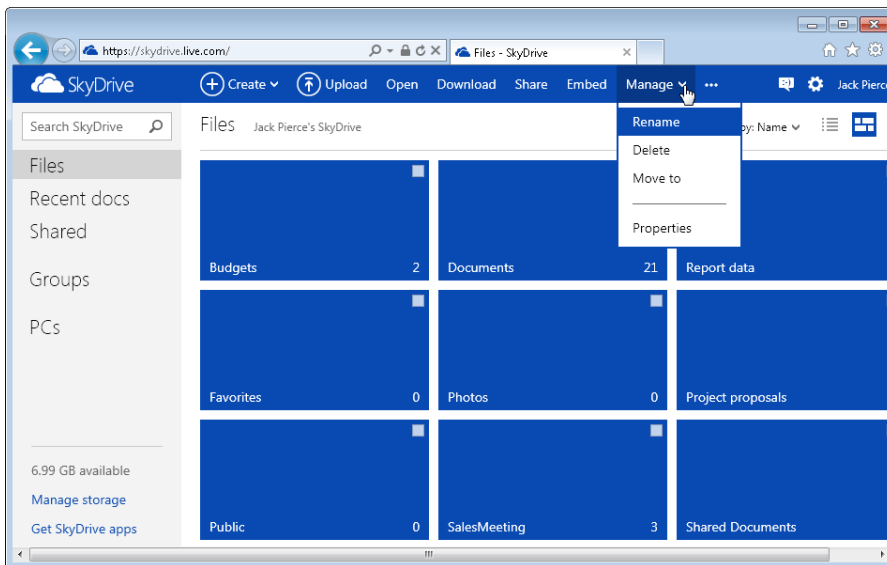 https://skydrive.live.com/
Files - SkyDrive
SkyDrive
Create
Upload
Open
Download
Share
Embed
Manage
Jack Pierce
Search SkyDrive
Files
Jack Pierce's SkyDrive
by: Name
Rename
Delete
Move to
Properties
Files
Recent docs
Shared
Groups
PCs
Budgets 2
Documents 21
Report data
Favorites 0
Photos 0
Project proposals
Public 0
SalesMeeting 3
Shared Documents
6.99 GB available
Manage storage
Get SkyDrive apps